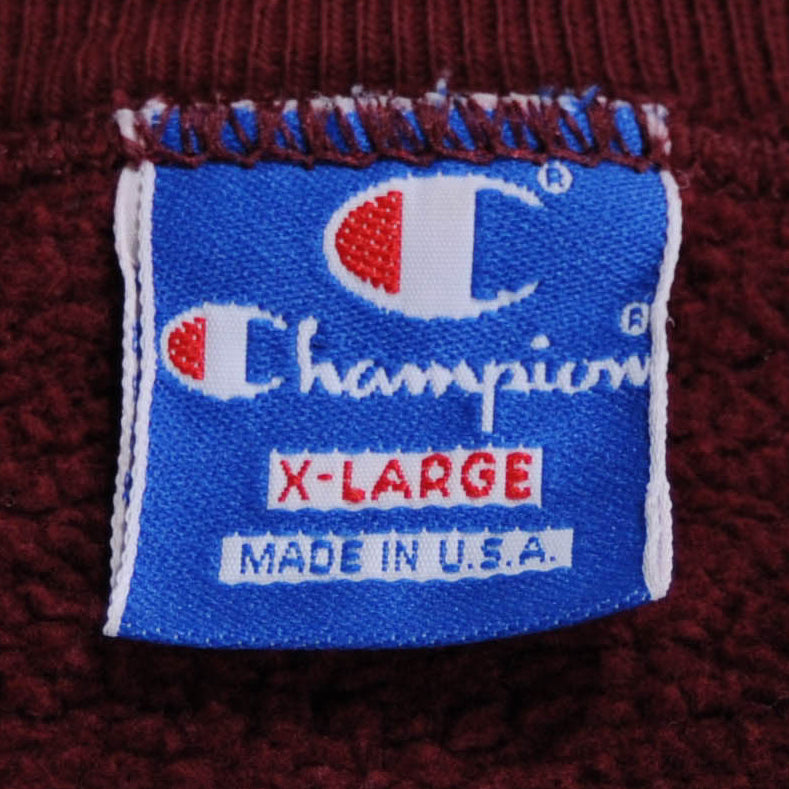 C®
Champion®
X-LARGE
MADE IN U.S.A.